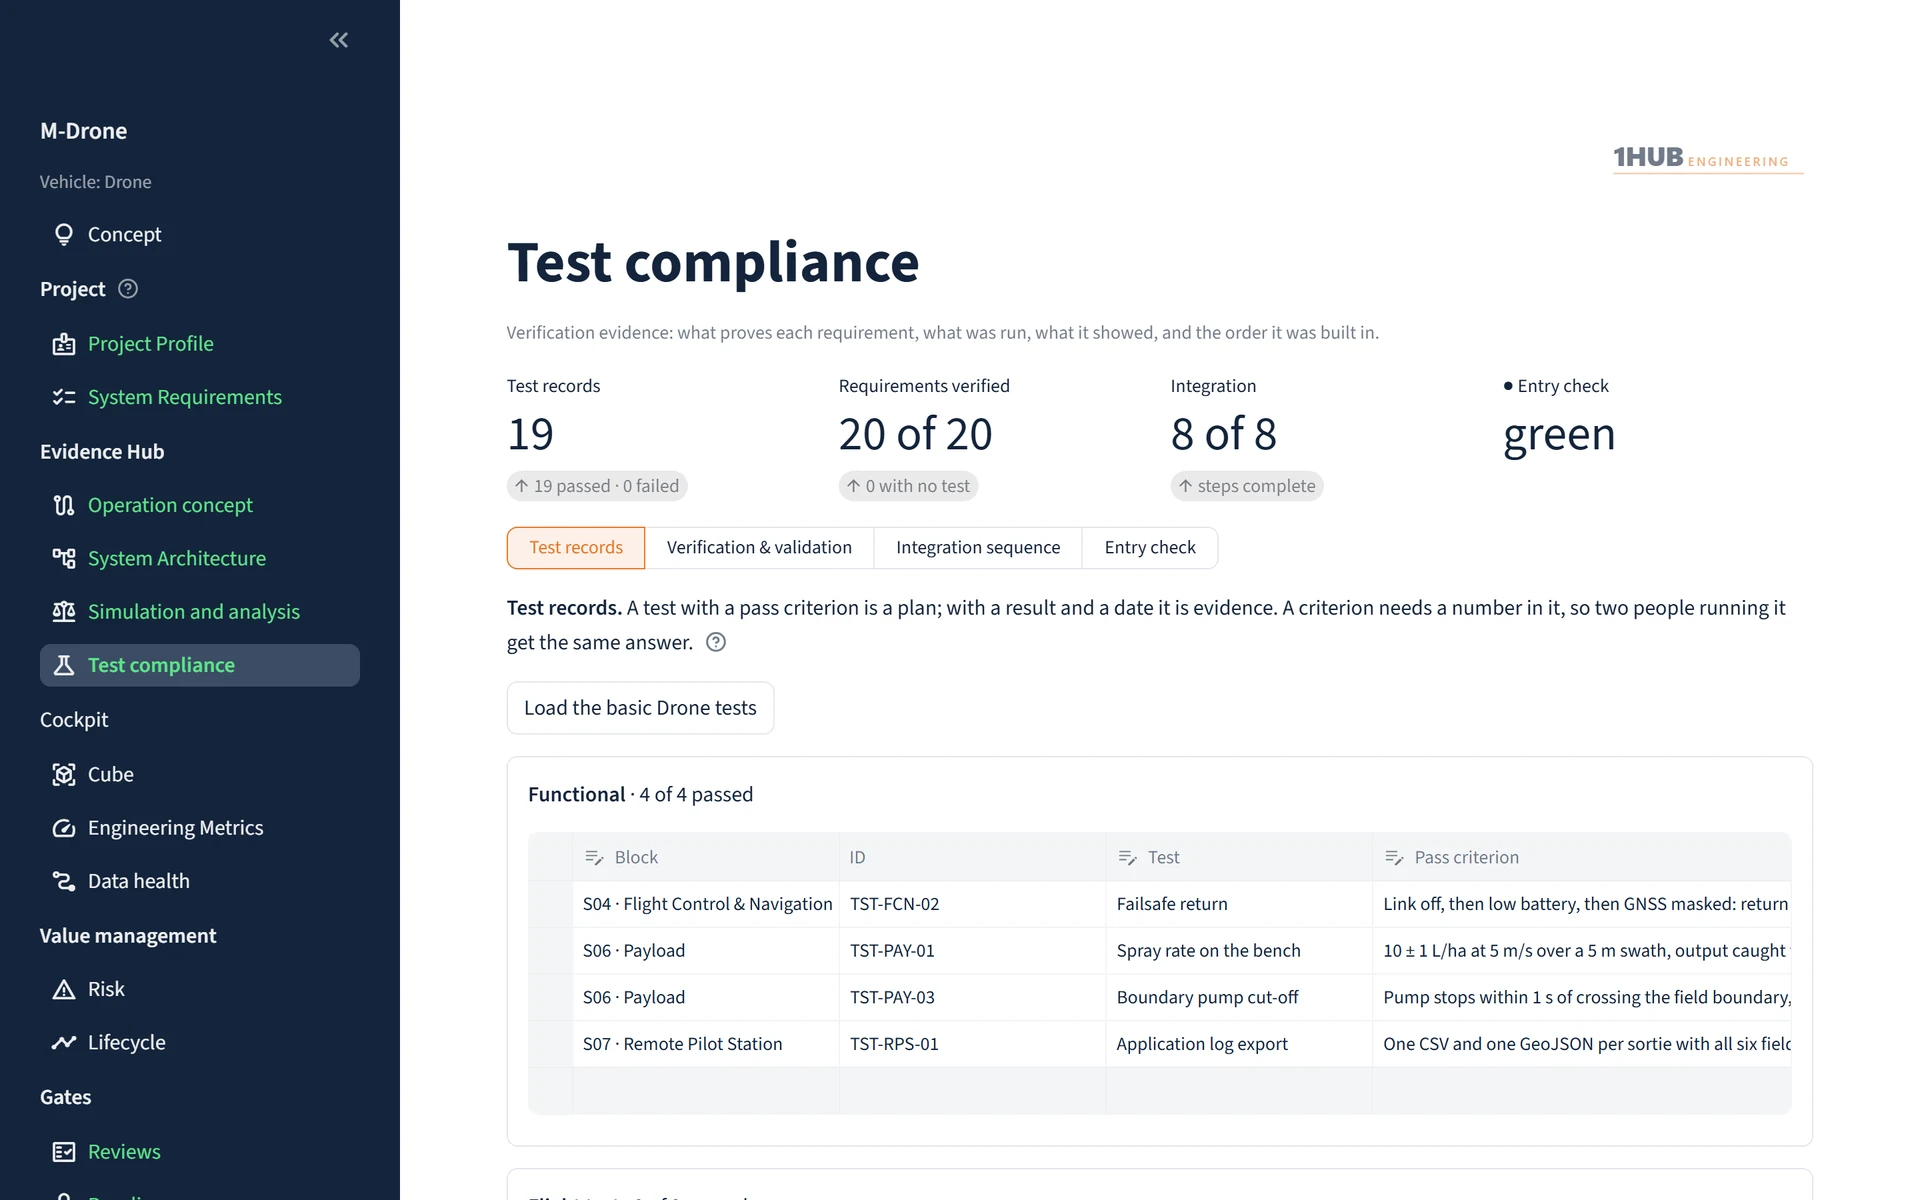 M-Drone
Vehicle: Drone
Concept
Project
Project Profile
System Requirements
Evidence Hub
Operation concept
System Architecture
Simulation and analysis
Test compliance
Cockpit
Cube
Engineering Metrics
Data health
Value management
Risk
Lifecycle
Gates
Reviews
1HUB ENGINEERING
Test compliance
Verification evidence: what proves each requirement, what was run, what it showed, and the order it was built in.
Test records
19
↑ 19 passed · 0 failed
Requirements verified
20 of 20
↑ 0 with no test
Integration
8 of 8
↑ steps complete
● Entry check
green
Test records Verification & validation Integration sequence Entry check
Test records. A test with a pass criterion is a plan; with a result and a date it is evidence. A criterion needs a number in it, so two people running it
get the same answer.
Load the basic Drone tests
Functional · 4 of 4 passed
Block ID Test Pass criterion
S04 · Flight Control & Navigation TST-FCN-02 Failsafe return Link off, then low battery, then GNSS masked: return
S06 · Payload TST-PAY-01 Spray rate on the bench 10 ± 1 L/ha at 5 m/s over a 5 m swath, output caught
S06 · Payload TST-PAY-03 Boundary pump cut-off Pump stops within 1 s of crossing the field boundary,
S07 · Remote Pilot Station TST-RPS-01 Application log export One CSV and one GeoJSON per sortie with all six